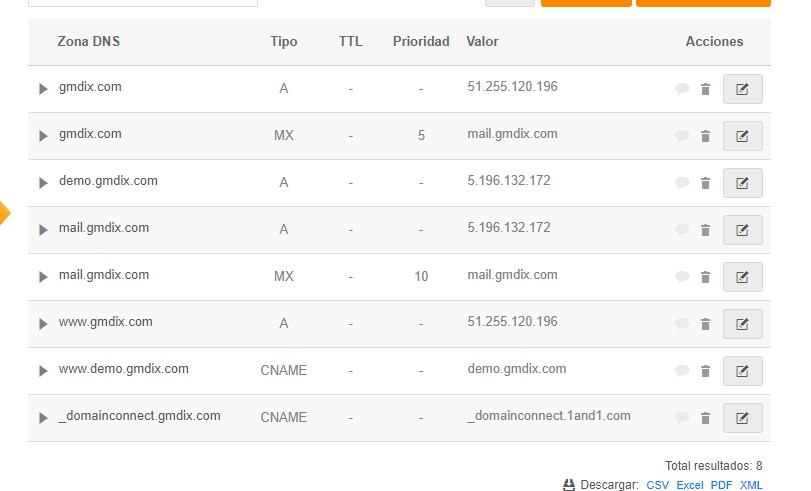 Zona DNS Tipo TTL Prioridad Valor Acciones
gmdix.com A - - 51.255.120.196
gmdix.com MX - 5 mail.gmdix.com
demo.gmdix.com A - - 5.196.132.172
mail.gmdix.com A - - 5.196.132.172
mail.gmdix.com MX - 10 mail.gmdix.com
www.gmdix.com A - - 51.255.120.196
www.demo.gmdix.com CNAME - - demo.gmdix.com
_domainconnect.gmdix.com CNAME - - _domainconnect.1and1.com
Total resultados: 8
Descargar: CSV Excel PDF XML